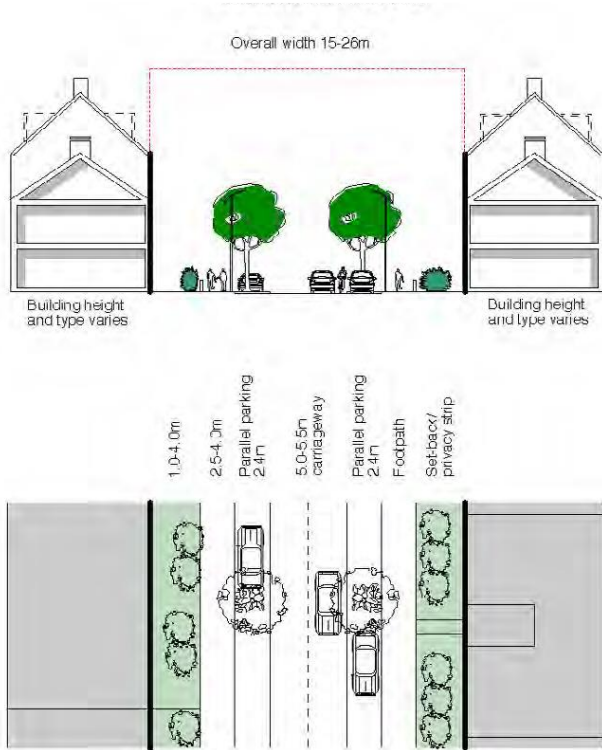 Overall width 15-26m
Building height
and type varies
Building height
and type varies
1.0-4.0m
2.5-4.0m
Parallel parking
2.4m
5.0-5.5m
carriageway
Parallel parking
2.4m
Footpath
Set-back/
privacy strip